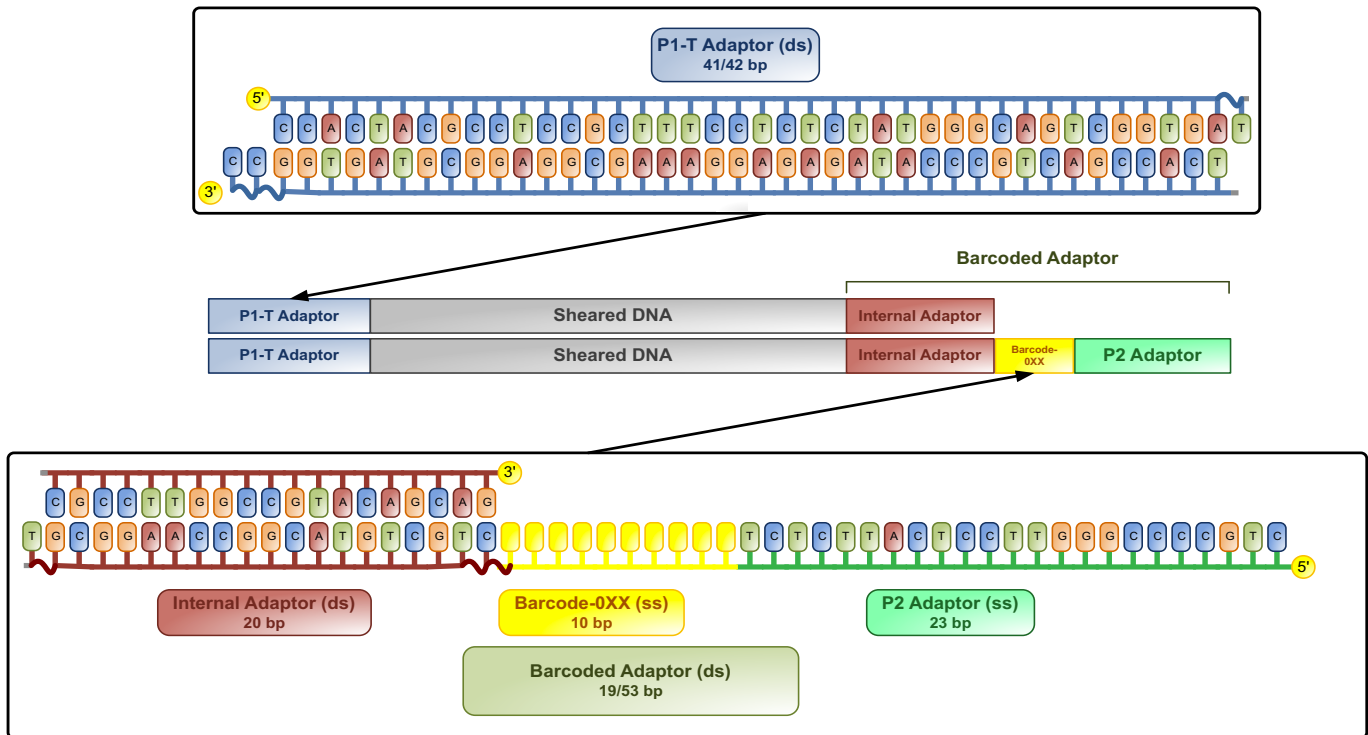 P1-T Adaptor (ds)
41/42 bp
5'
C C A C T A C G C C T C C G C T T T C C T C T C T A T G G G C A G T C G G T G A T
C C G G T G A T G C G G A G G C G A A A G G A G A G A T A C C C G T C A G C C A C T
3'
Barcoded Adaptor
P1-T Adaptor Sheared DNA Internal Adaptor
P1-T Adaptor Sheared DNA Internal Adaptor Barcode-
0XX
P2 Adaptor
3'
C G C C T T G G C C G T A C A G C A G
T G C G G A A C C G G C A T G T C G T C T C T C T T A C T C C T T G G G C C C C G T C
5'
Internal Adaptor (ds)
20 bp
Barcode-0XX (ss)
10 bp
P2 Adaptor (ss)
23 bp
Barcoded Adaptor (ds)
19/53 bp